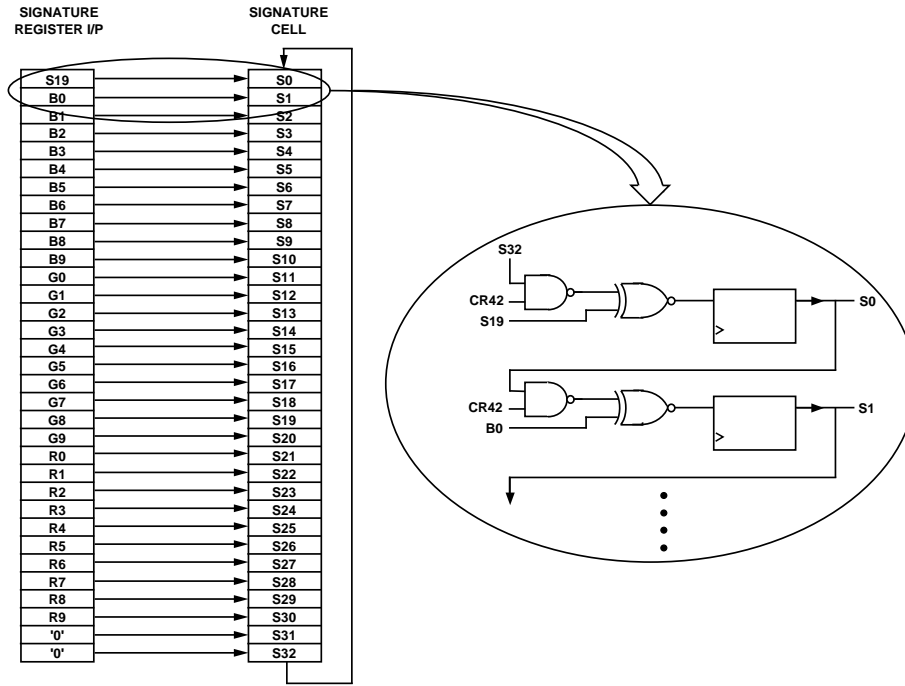 SIGNATURE
REGISTER I/P
SIGNATURE
CELL
S19 S0
B0 S1
B1 S2
B2 S3
B3 S4
B4 S5
B5 S6
B6 S7
B7 S8
B8 S9
B9 S10
G0 S11
G1 S12
G2 S13
G3 S14
G4 S15
G5 S16
G6 S17
G7 S18
G8 S19
G9 S20
R0 S21
R1 S22
R2 S23
R3 S24
R4 S25
R5 S26
R6 S27
R7 S28
R8 S29
R9 S30
'0' S31
'0' S32
S32
CR42
S19
S0
CR42
B0
S1